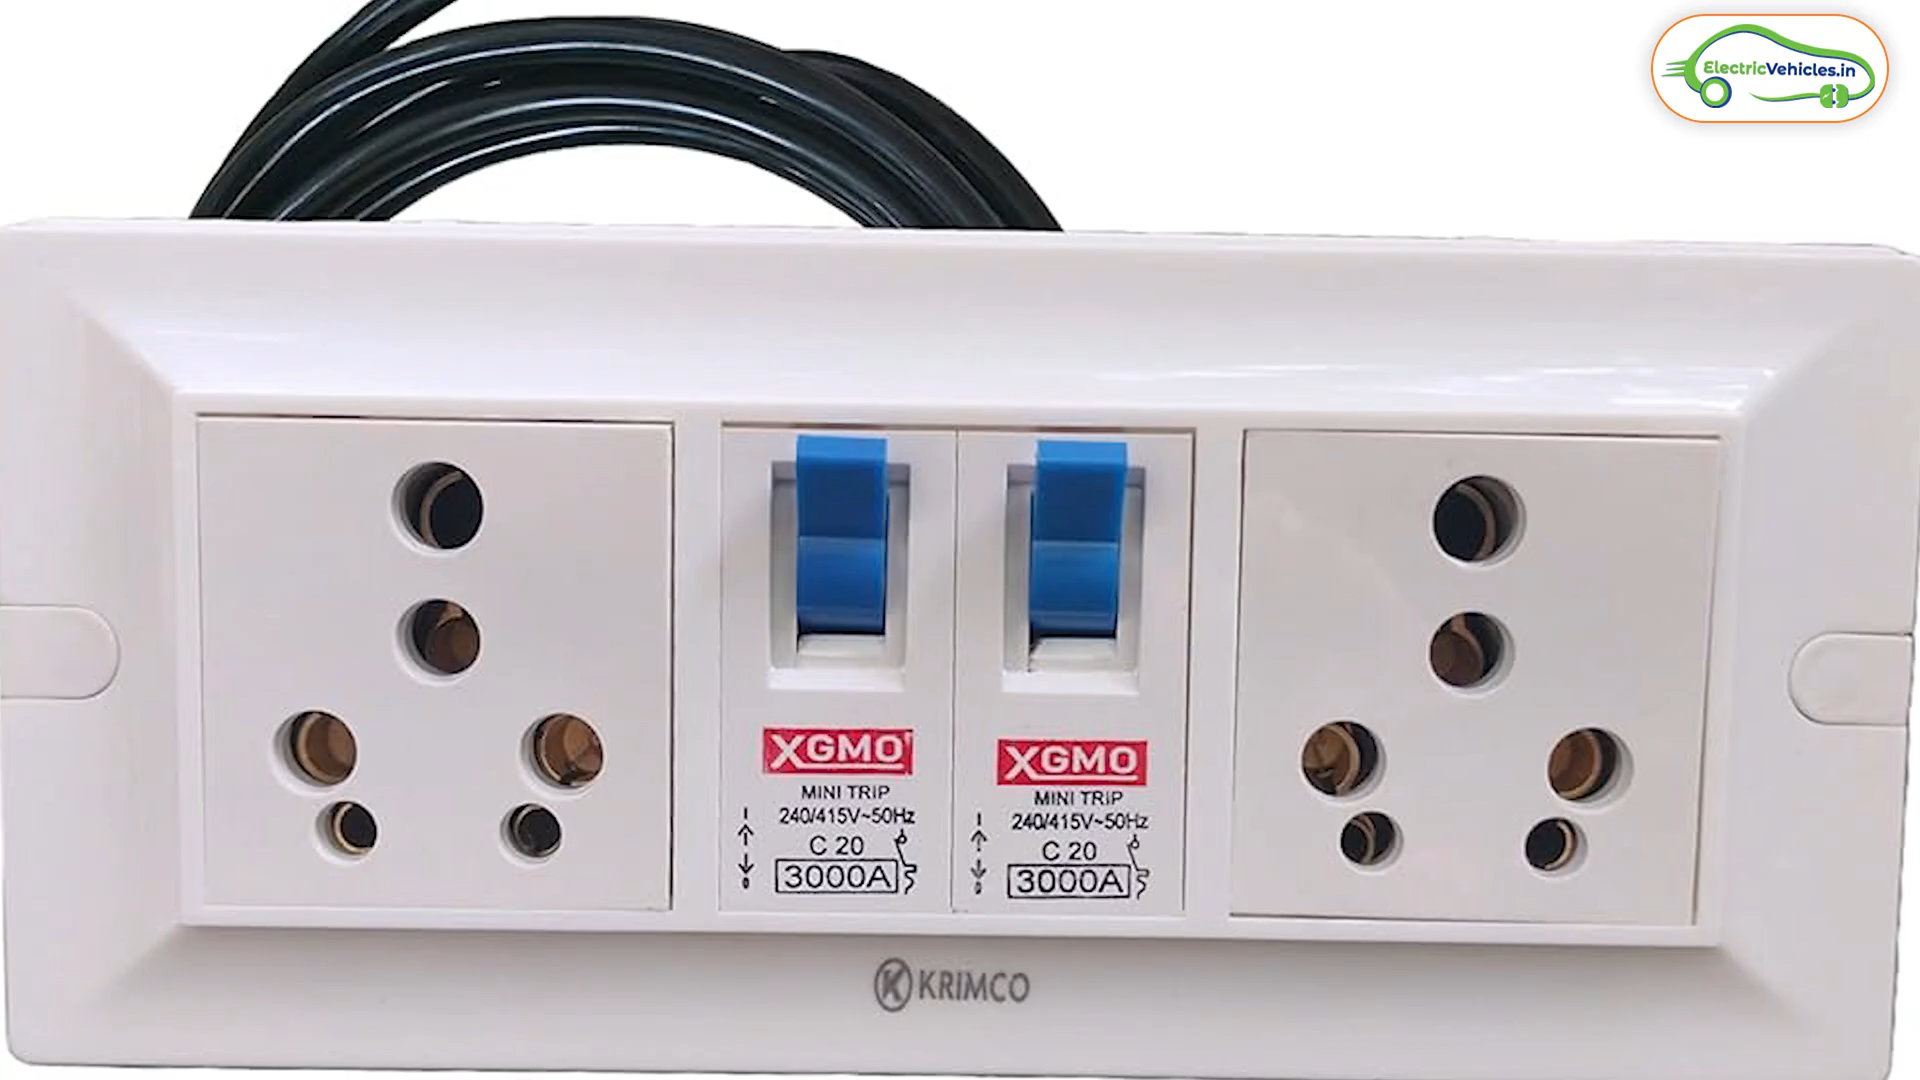 ElectricVehicles.in
XGMO
MINI TRIP
240/415V~50Hz
C 20
3000A
XGMO
MINI TRIP
240/415V~50Hz
C 20
3000A
KRIMCO